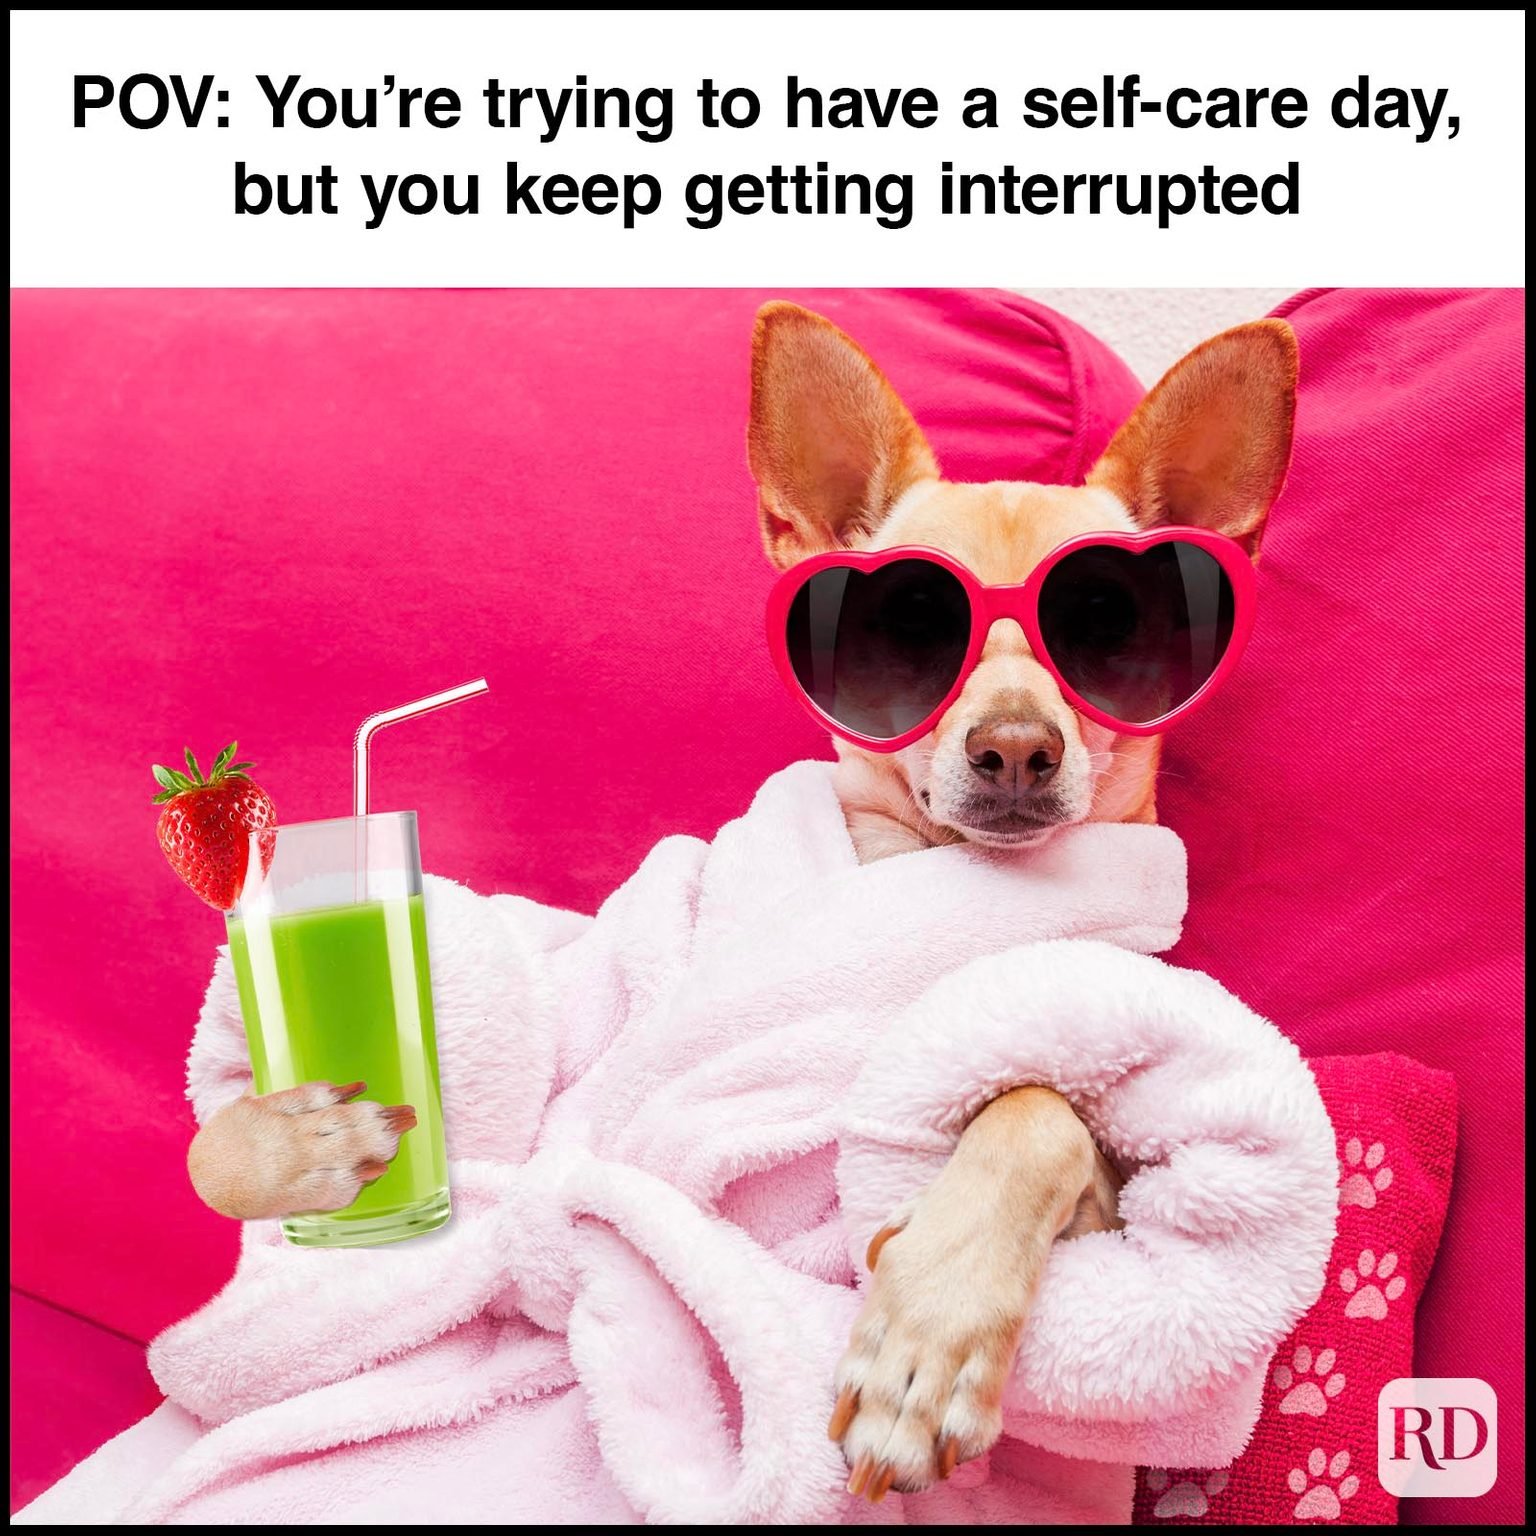 POV: You’re trying to have a self-care day,
but you keep getting interrupted
RD